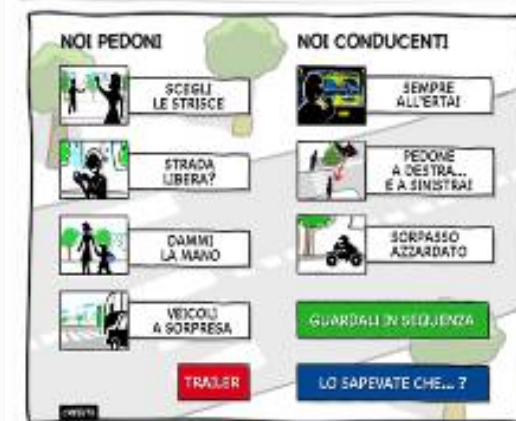 NOI PEDONI
SCEGLI
LE STRISCE
STRADA
LIBERA?
DAMMI
LA MANO
VEICOLI
A SORPRESA
TRAILER
CREDITS
NOI CONDUCENTI
SEMPRE
ALL'ERTA!
PEDONE
A DESTRA...
E A SINISTRA!
SORPASSO
AZZARDATO
GUARDALI IN SEQUENZA
LO SAPEVATE CHE... ?